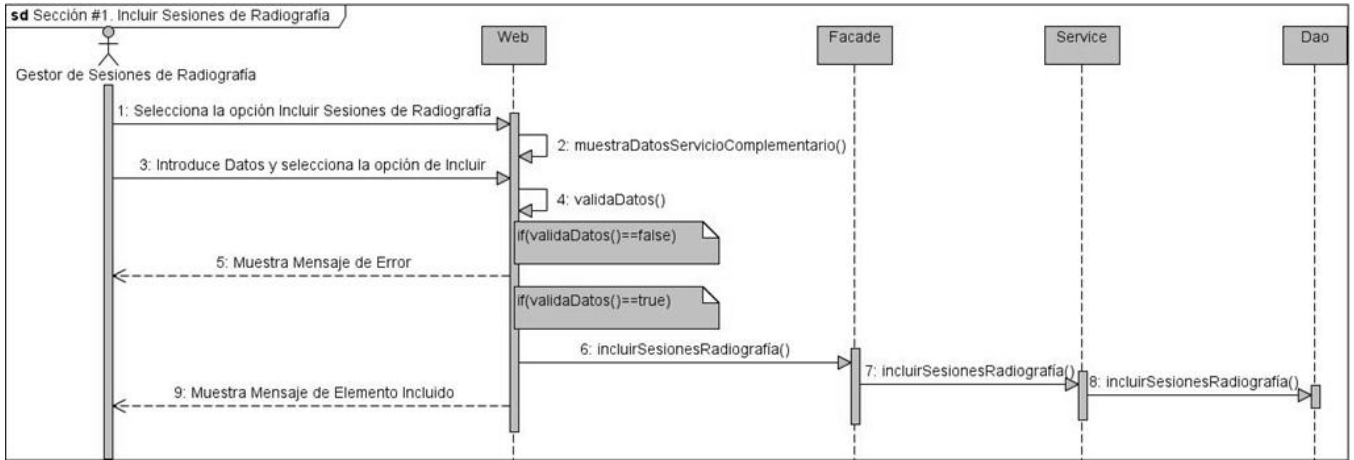 sd Sección #1. Incluir Sesiones de Radiografía
Web
Facade
Service
Dao
Gestor de Sesiones de Radiografía
1: Selecciona la opción Incluir Sesiones de Radiografía
2: muestraDatosServicioComplementario()
3: Introduce Datos y selecciona la opción de Incluir
4: validaDatos()
if(validaDatos()==false)
5: Muestra Mensaje de Error
if(validaDatos()==true)
6: incluirSesionesRadiografía()
7: incluirSesionesRadiografía()
8: incluirSesionesRadiografía()
9: Muestra Mensaje de Elemento Incluido